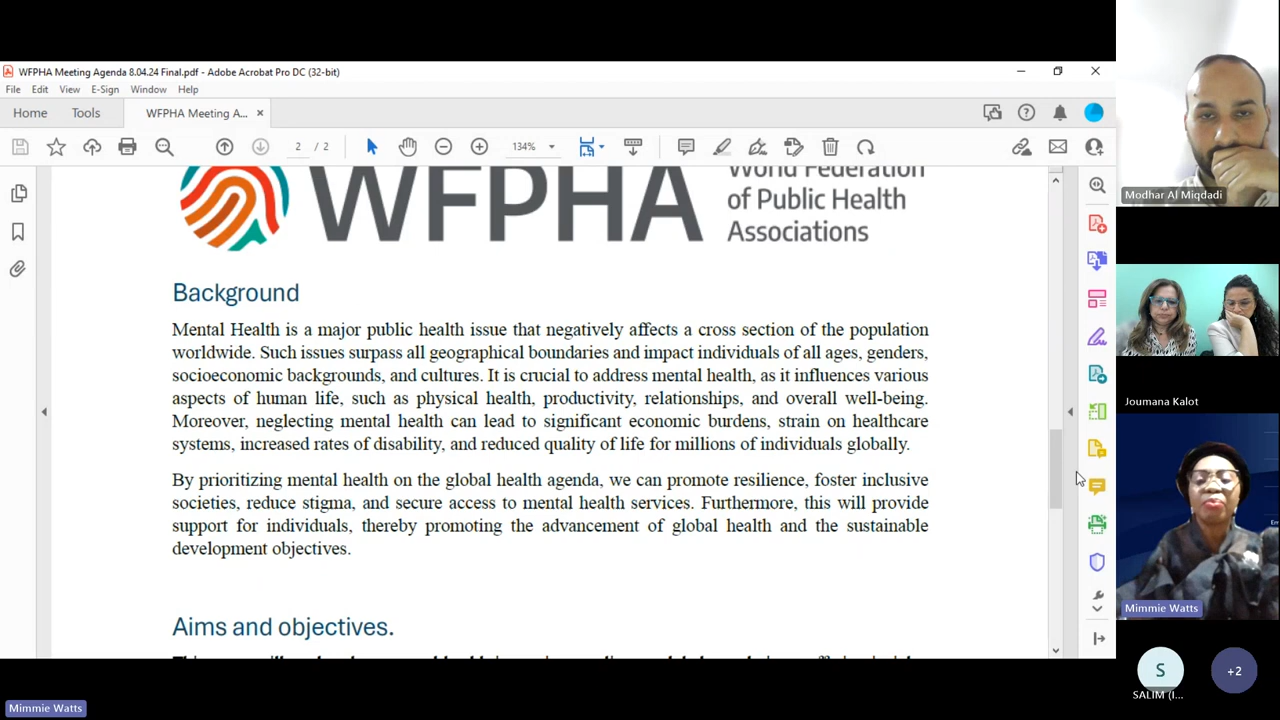 WFPHA Meeting Agenda 8.04.24 Final.pdf - Adobe Acrobat Pro DC (32-bit)
File Edit View E-Sign Window Help
Home Tools WFPHA Meeting A...
2 / 2 134%
WFPHA
World Federation
of Public Health
Associations
Background
Mental Health is a major public health issue that negatively affects a cross section of the population
worldwide. Such issues surpass all geographical boundaries and impact individuals of all ages, genders,
socioeconomic backgrounds, and cultures. It is crucial to address mental health, as it influences various
aspects of human life, such as physical health, productivity, relationships, and overall well-being.
Moreover, neglecting mental health can lead to significant economic burdens, strain on healthcare
systems, increased rates of disability, and reduced quality of life for millions of individuals globally.
By prioritizing mental health on the global health agenda, we can promote resilience, foster inclusive
societies, reduce stigma, and secure access to mental health services. Furthermore, this will provide
support for individuals, thereby promoting the advancement of global health and the sustainable
development objectives.
Aims and objectives.
Modhar Al Miqdadi
Joumana Kalot
Mimmie Watts
S
SALIM (I...
+2
Mimmie Watts